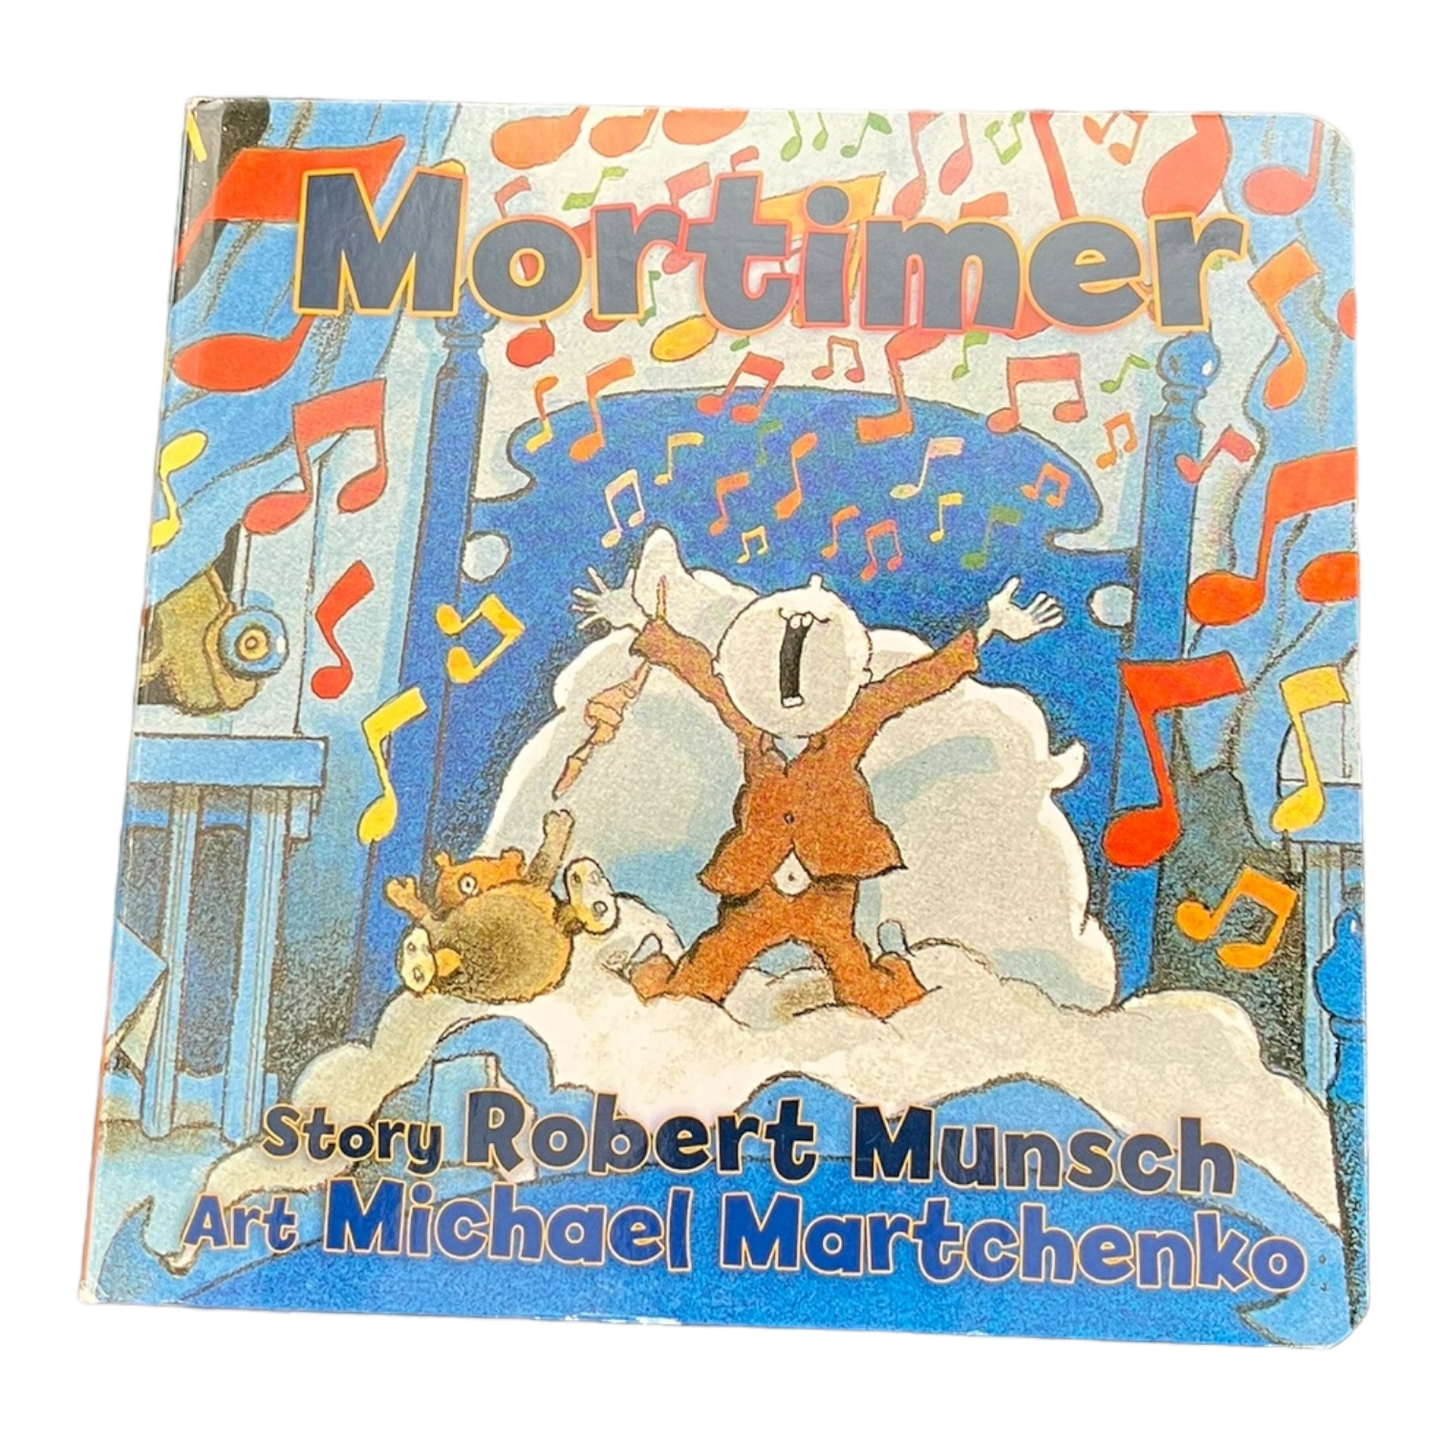 Mortimer
Story Robert Munsch
Art Michael Martchenko